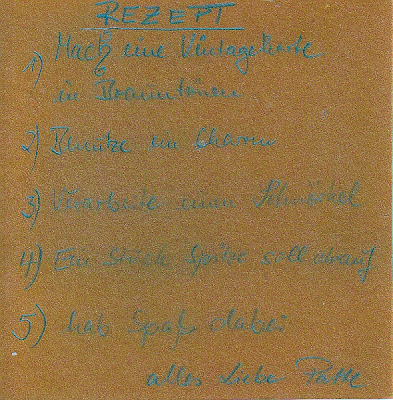 REZEPT
1) Mach eine Vintagekarte
in Brauntönen
2) Benütze ein Charm
3) Verarbeite einen Schnörkel
4) Ein Stück Spitze soll drauf
5) hab Spaß dabei
alles Liebe